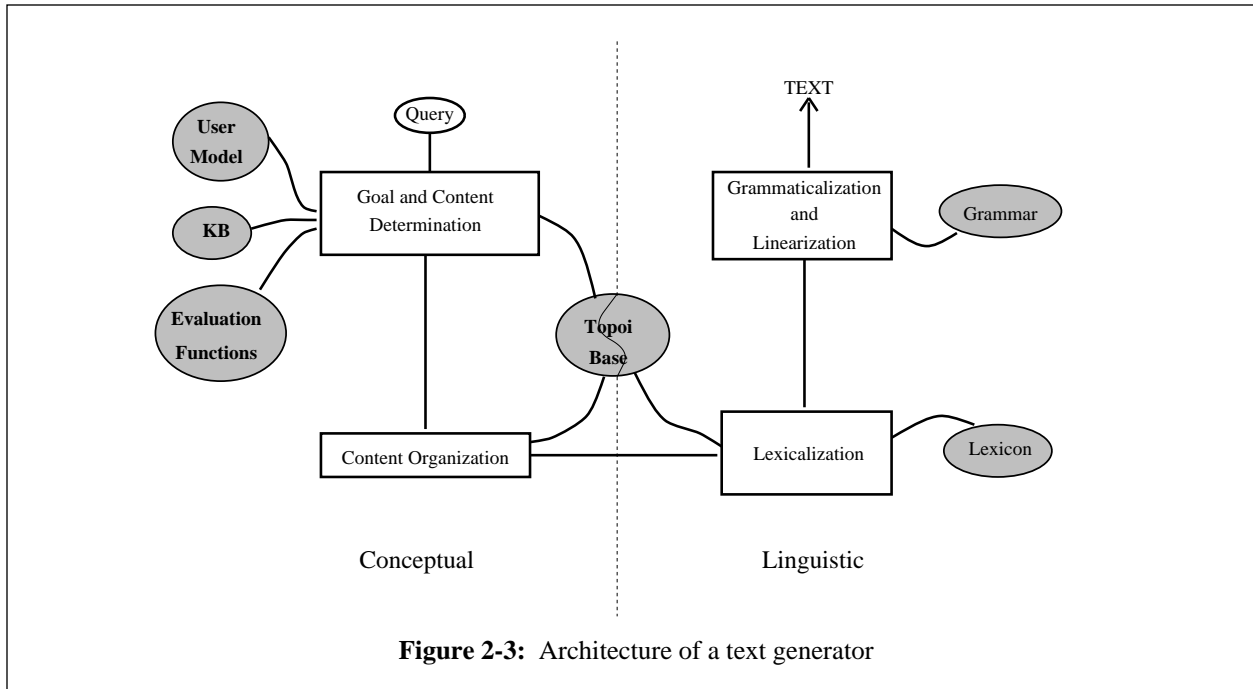 User
Model
KB
Evaluation
Functions
Query
Goal and Content
Determination
Content Organization
Topoi
Base
TEXT
Grammaticalization
and
Linearization
Grammar
Lexicalization
Lexicon
Conceptual
Linguistic
Figure 2-3: Architecture of a text generator